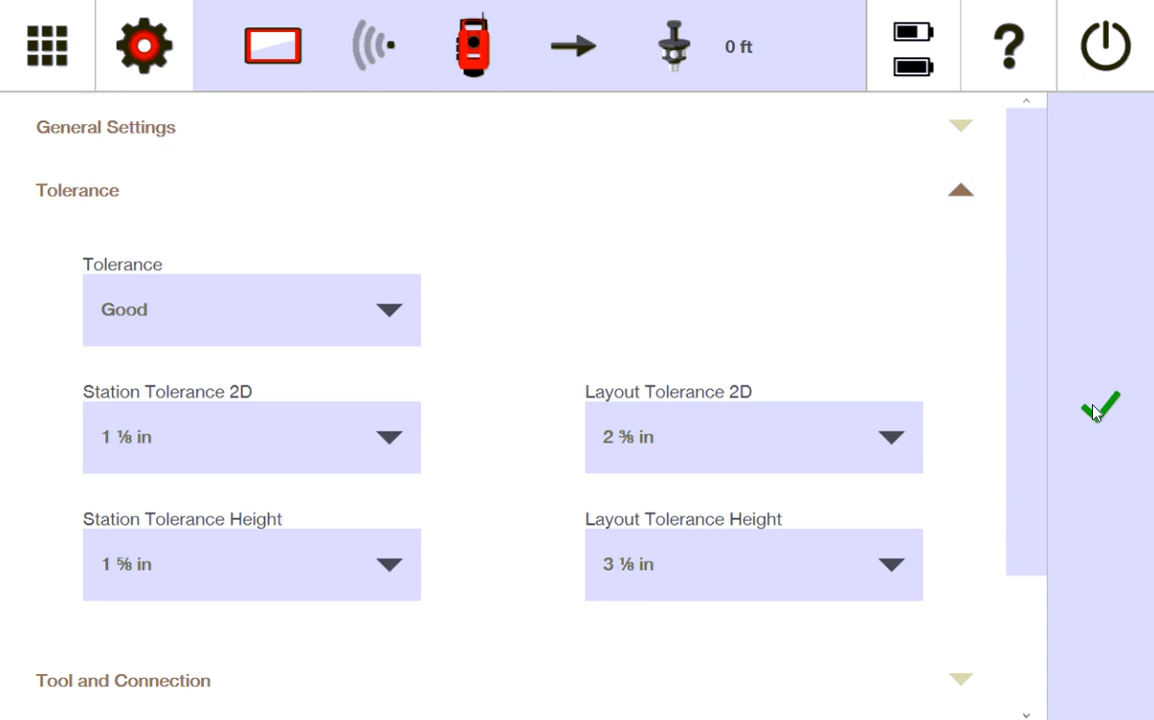 0 ft
?
General Settings
Tolerance
Tolerance
Good
Station Tolerance 2D
Layout Tolerance 2D
1 ⅛ in
2 ⅜ in
Station Tolerance Height
Layout Tolerance Height
1 ⅝ in
3 ⅛ in
Tool and Connection